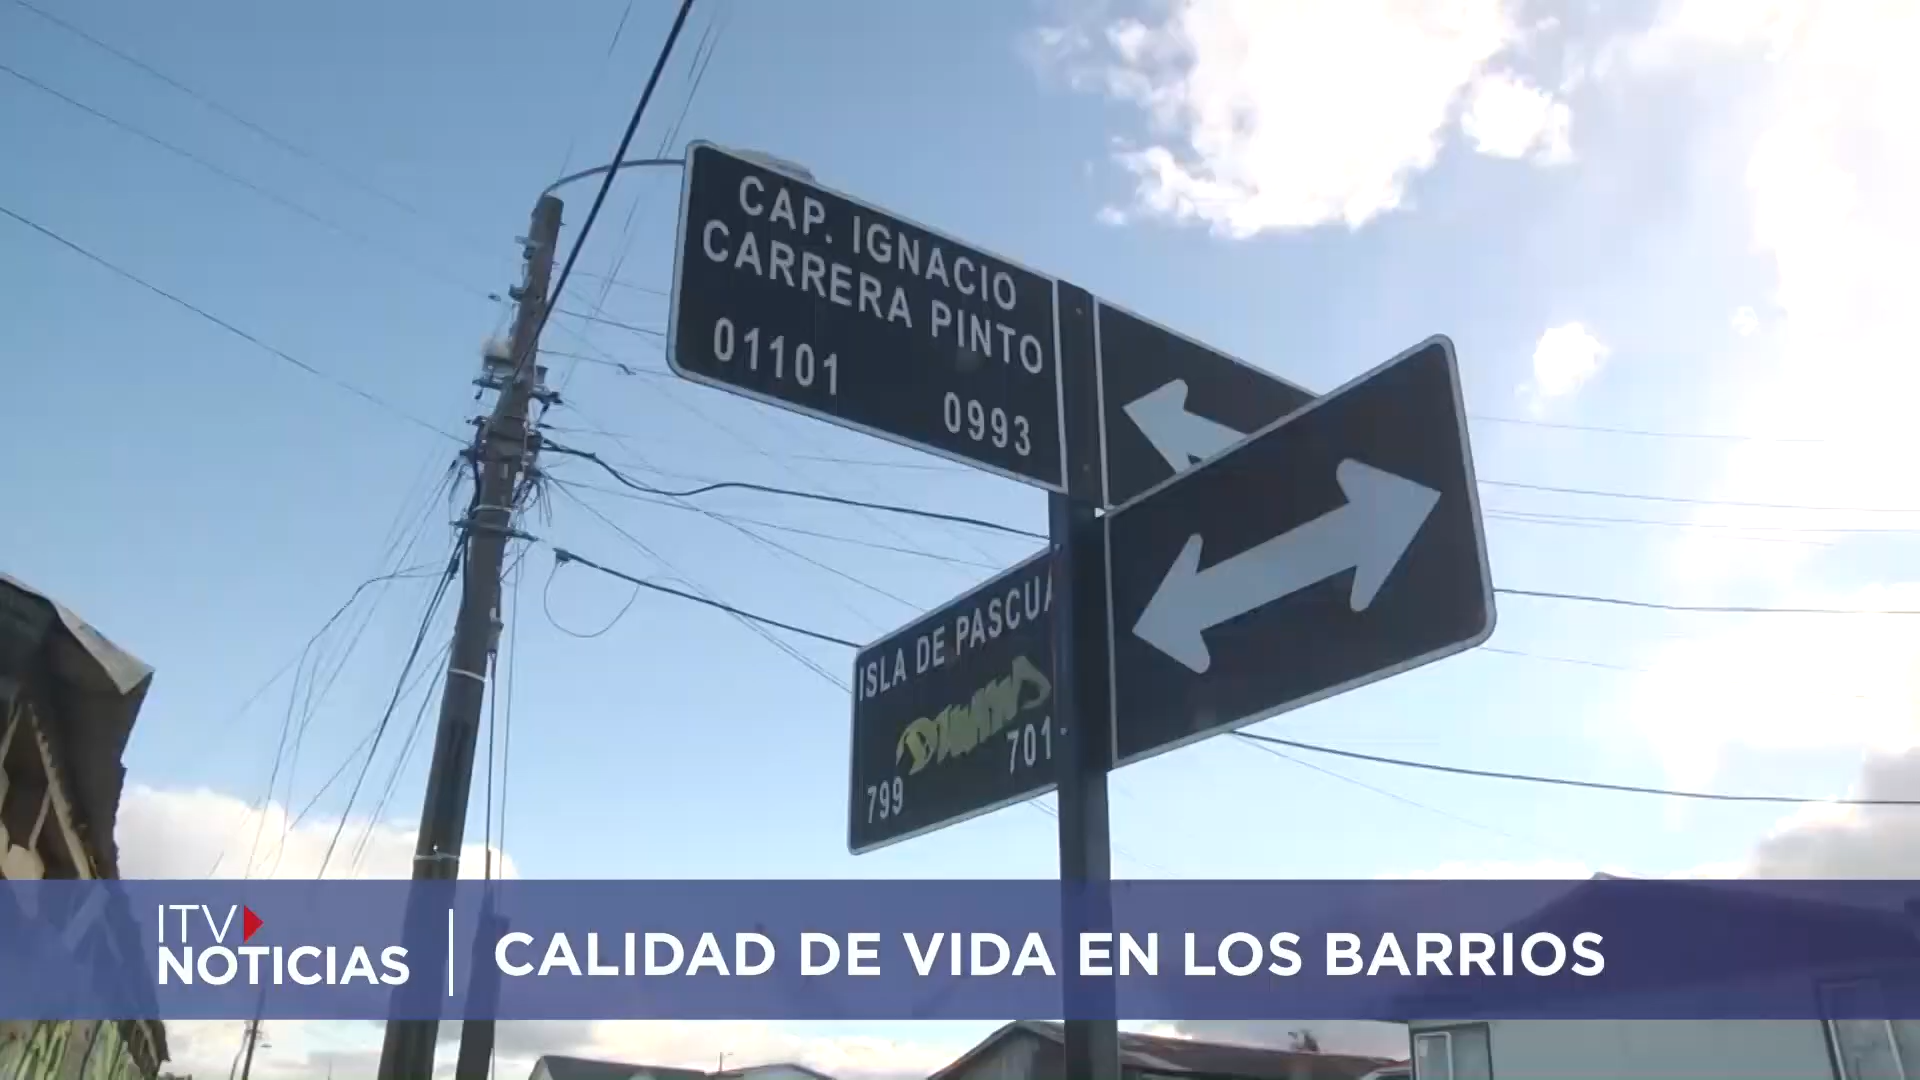 CAP. IGNACIO
CARRERA PINTO
01101 0993
ISLA DE PASCUA
799 701
ITV
NOTICIAS
CALIDAD DE VIDA EN LOS BARRIOS